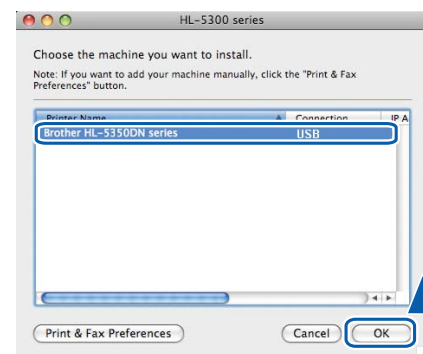 HL-5300 series
Choose the machine you want to install.
Note: If you want to add your machine manually, click the "Print & Fax
Preferences" button.
Printer Name Connection IP A
Brother HL-5350DN series USB
Print & Fax Preferences Cancel OK